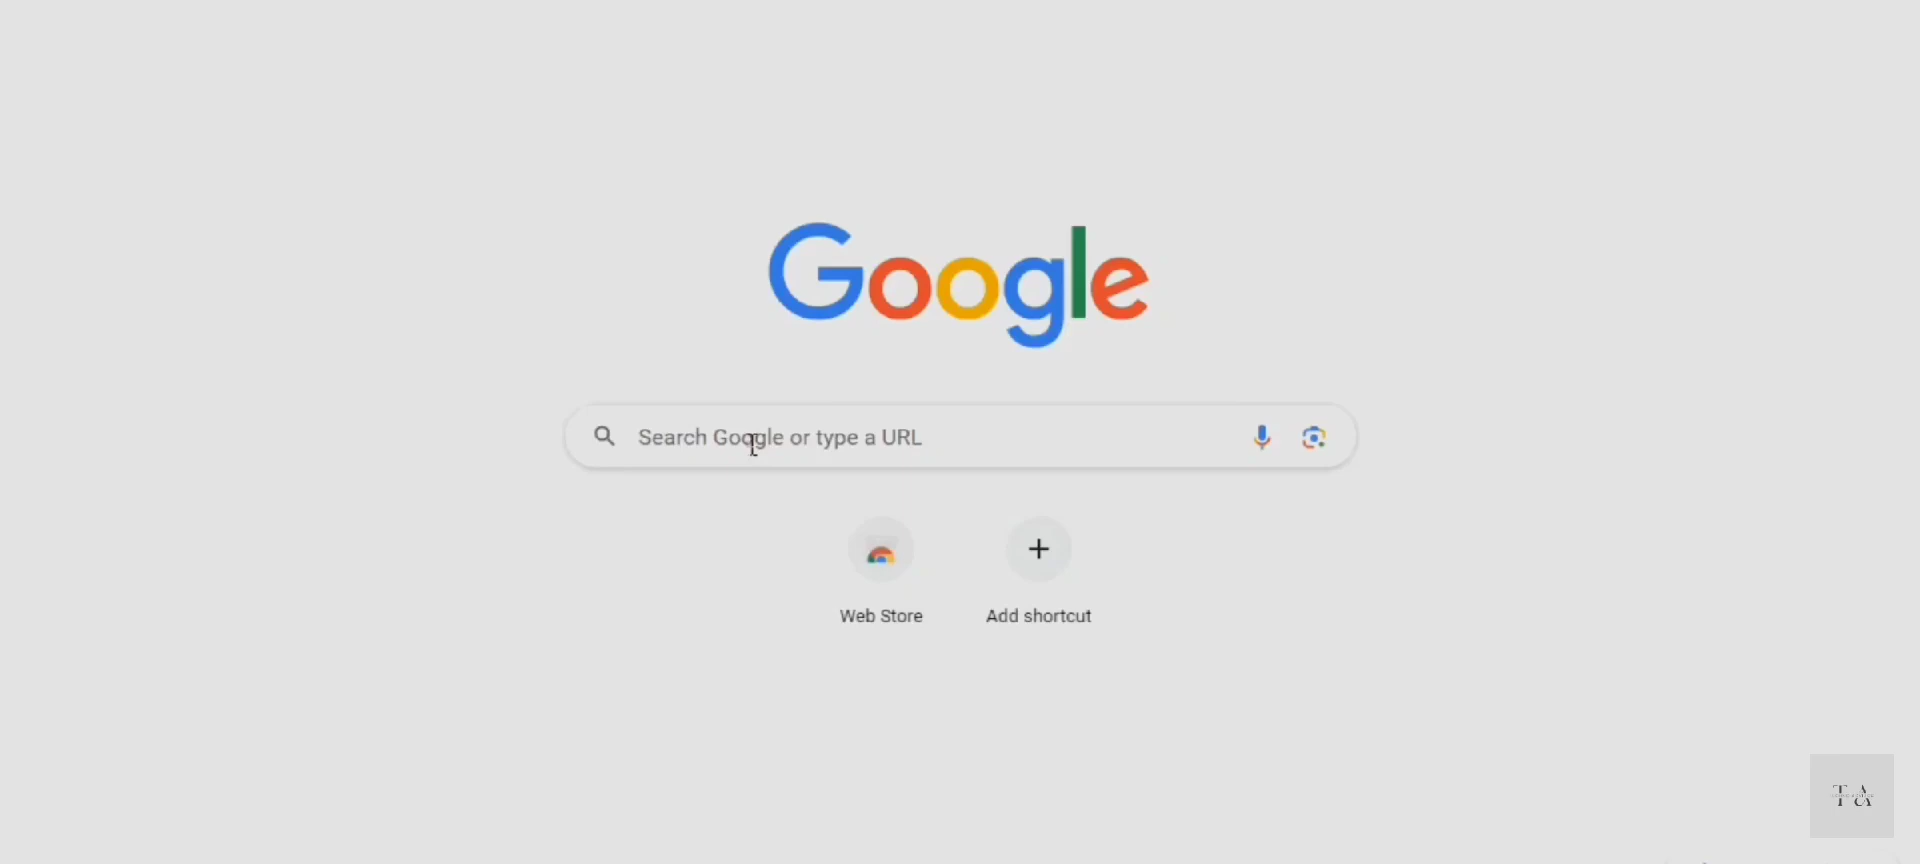 Google
Search Google or type a URL
Web Store
Add shortcut
T A